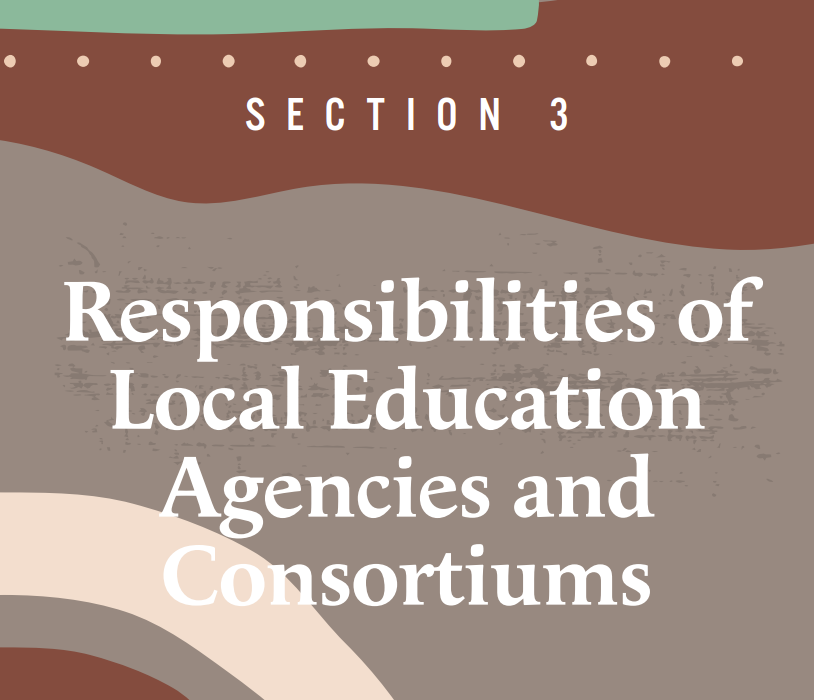 SECTION 3
Responsibilities of
Local Education
Agencies and
Consortiums